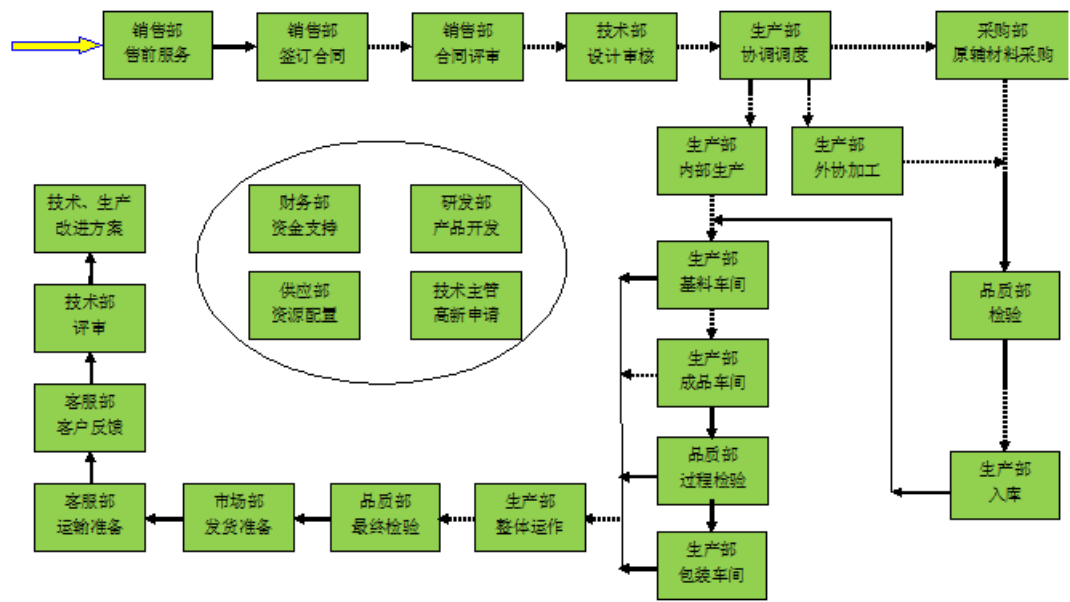 销售部
售前服务
销售部
签订合同
销售部
合同评审
技术部
设计审核
生产部
协调调度
采购部
原辅材料采购
生产部
内部生产
生产部
外协加工
技术、生产
改进方案
财务部
资金支持
研发部
产品开发
生产部
基料车间
供应部
资源配置
技术主管
高新申请
品质部
检验
技术部
评审
生产部
成品车间
客服部
客户反馈
品质部
过程检验
生产部
入库
客服部
运输准备
市场部
发货准备
品质部
最终检验
生产部
整体运作
生产部
包装车间